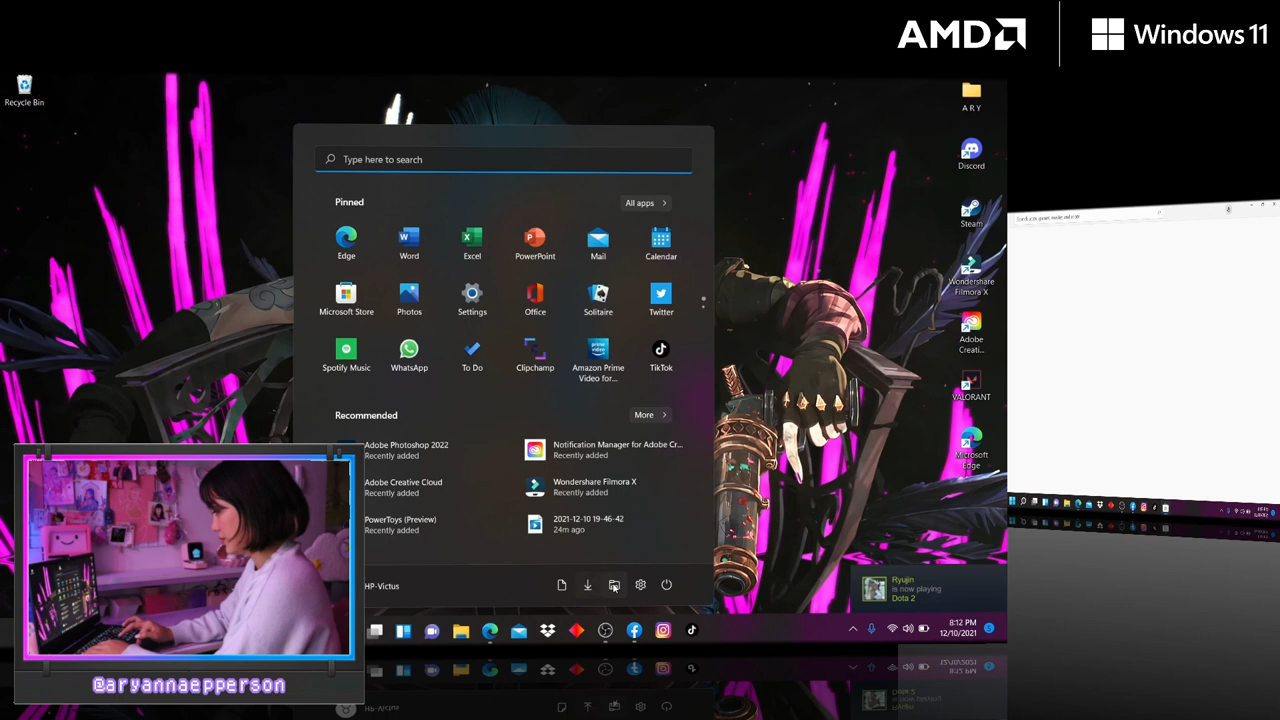 AMD
Windows 11
Recycle Bin
ARY
Discord
Steam
Wondershare
Filmora X
Adobe
Creati...
VALORANT
Microsoft
Edge
Type here to search
Pinned
All apps >
Edge
Word
Excel
PowerPoint
Mail
Calendar
Microsoft Store
Photos
Settings
Office
Solitaire
Twitter
Spotify Music
WhatsApp
To Do
Clipchamp
Amazon Prime
Video for...
TikTok
Recommended
More >
Adobe Photoshop 2022
Recently added
Notification Manager for Adobe Cr...
Recently added
Adobe Creative Cloud
Recently added
Wondershare Filmora X
Recently added
PowerToys (Preview)
Recently added
2021-12-10 19-46-42
24m ago
HP-Victus
Ryujin
is now playing
Dota 2
8:12 PM
12/10/2021
5
@aryannaepperson